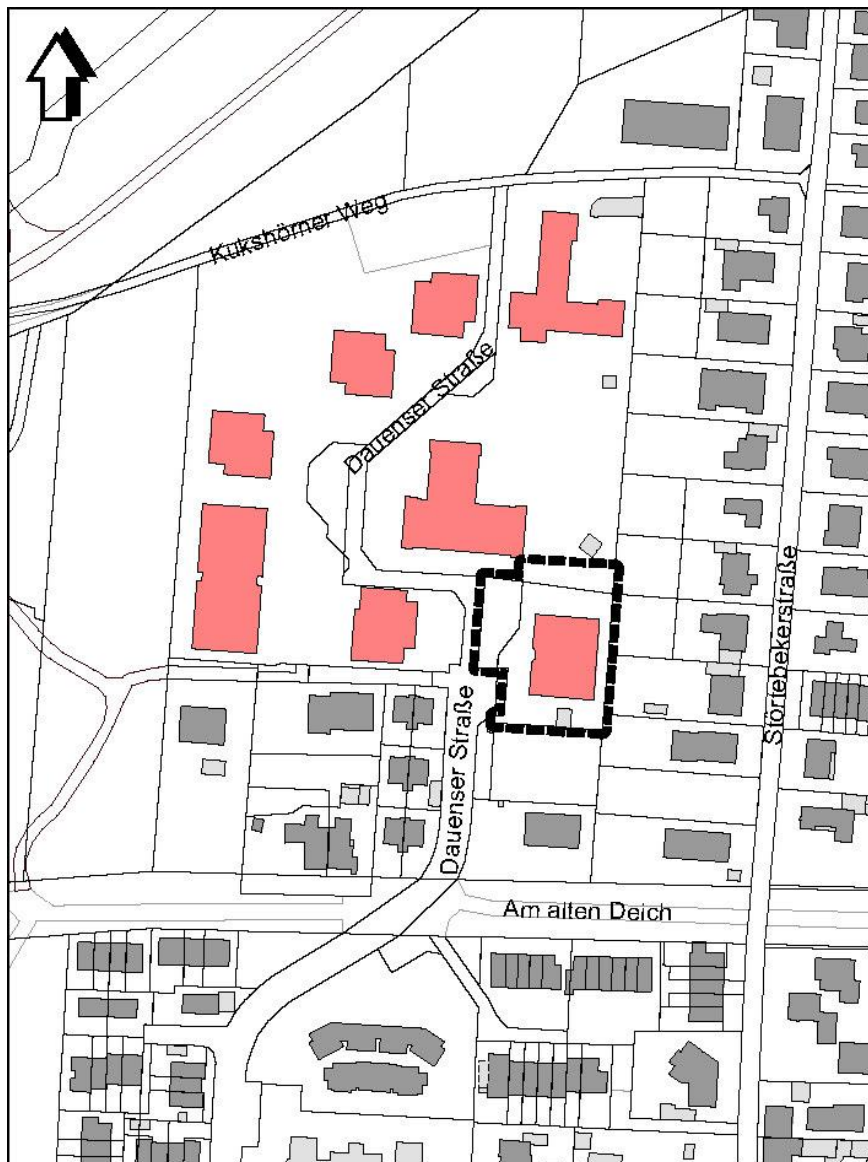 Kukshörner Weg
Dauenser Straße
Störtebekerstraße
Dauenser Straße
Am alten Deich